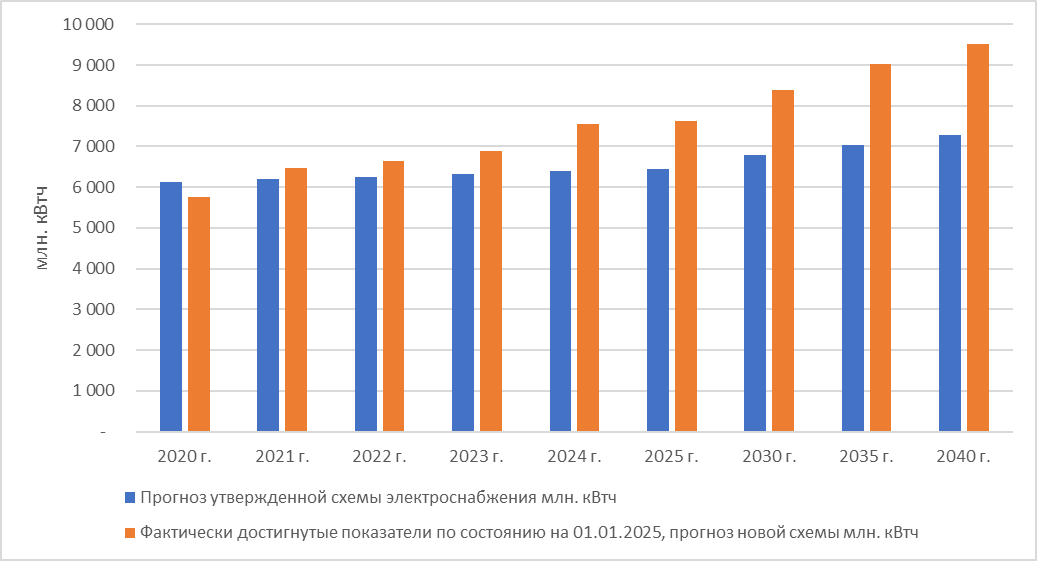 10 000
9 000
8 000
7 000
6 000
5 000
4 000
3 000
2 000
1 000
-
млн. кВтч
2020 г.
2021 г.
2022 г.
2023 г.
2024 г.
2025 г.
2030 г.
2035 г.
2040 г.
Прогноз утвержденной схемы электроснабжения млн. кВтч
Фактически достигнутые показатели по состоянию на 01.01.2025, прогноз новой схемы млн. кВтч